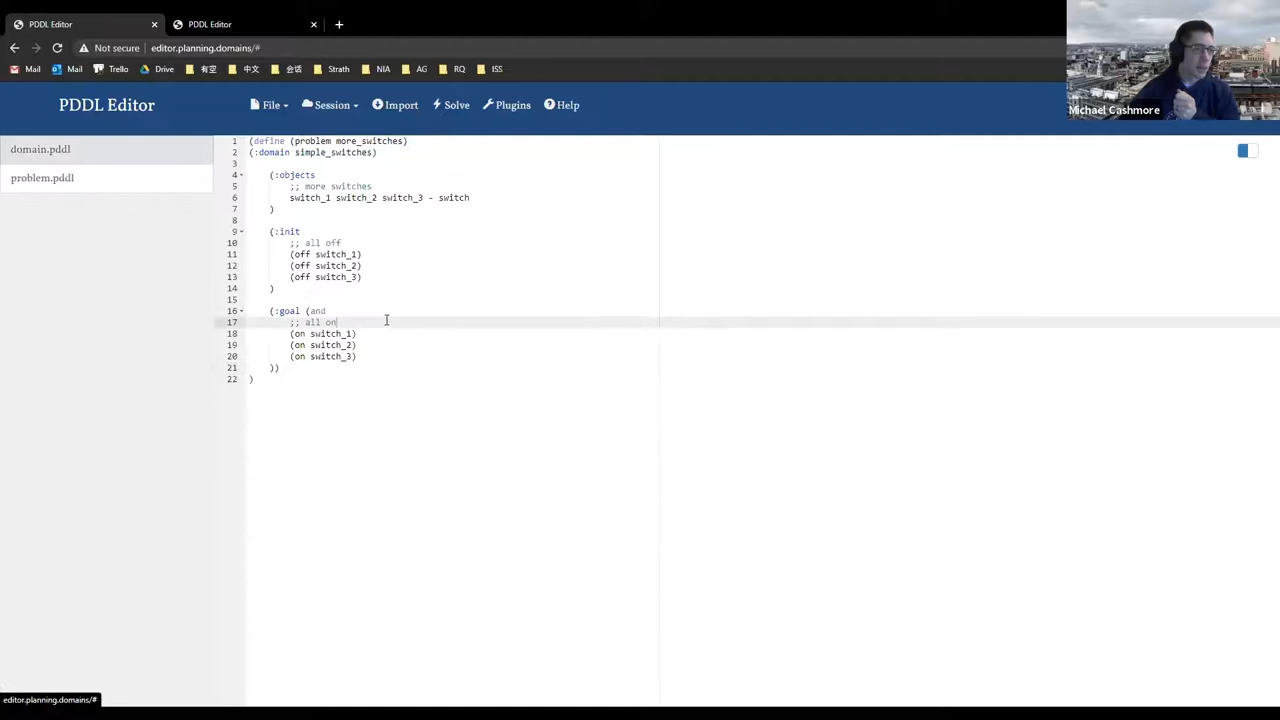 PDDL Editor
PDDL Editor
Not secure editor.planning.domains/#
Mail Mail Trello Drive 有空 中文 会话 Strath NIA AG RQ ISS
Michael Cashmore
PDDL Editor File Session Import Solve Plugins Help
domain.pddl
problem.pddl
1 (define (problem more_switches)
2 (:domain simple_switches)
3
4 (:objects
5 ;; more switches
6 switch_1 switch_2 switch_3 - switch
7 )
8
9 (:init
10 ;; all off
11 (off switch_1)
12 (off switch_2)
13 (off switch_3)
14 )
15
16 (:goal (and
17 ;; all on
18 (on switch_1)
19 (on switch_2)
20 (on switch_3)
21 ))
22 )
editor.planning.domains/#